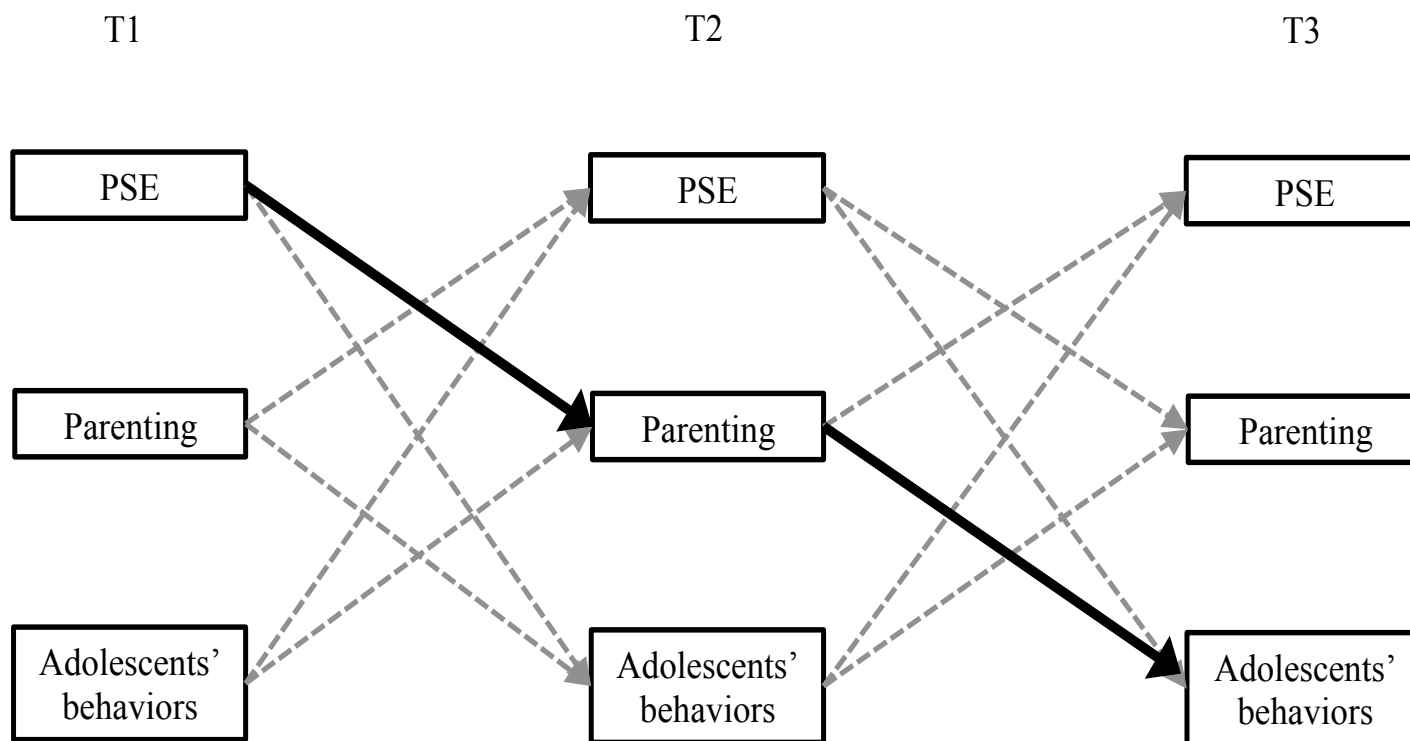 T1
T2
T3
PSE
PSE
PSE
Parenting
Parenting
Parenting
Adolescents’
behaviors
Adolescents’
behaviors
Adolescents’
behaviors